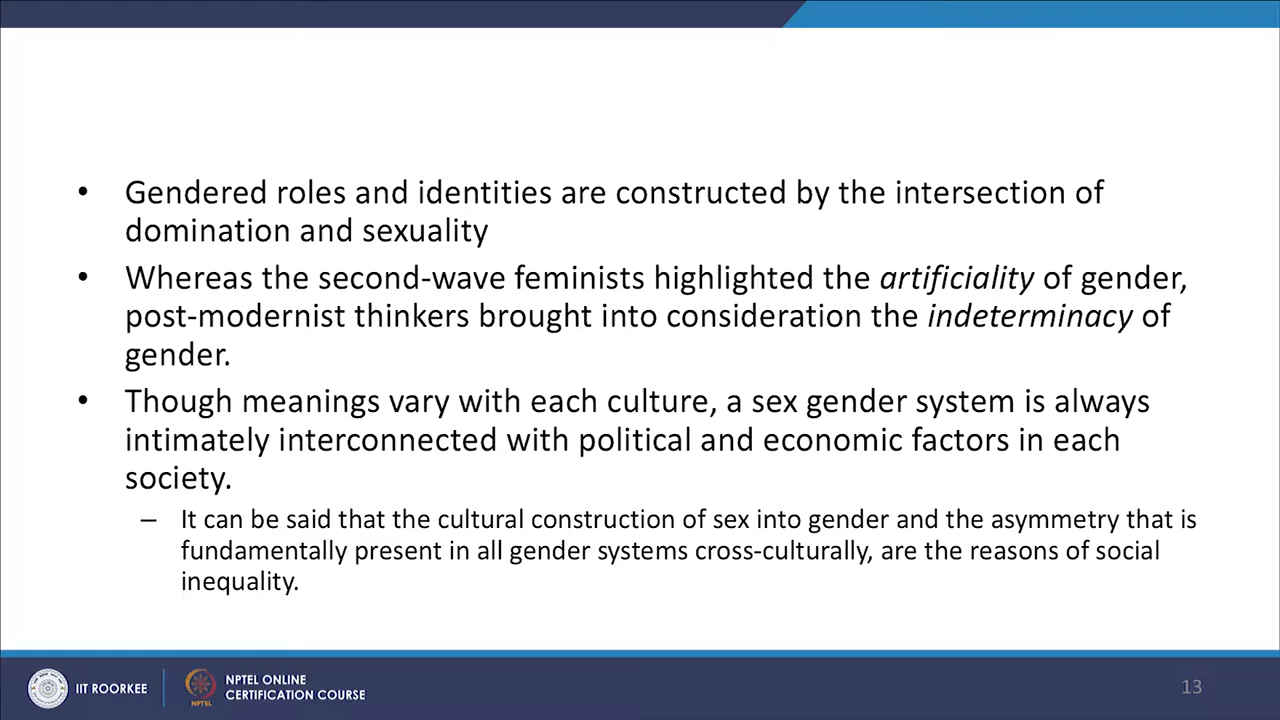 • Gendered roles and identities are constructed by the intersection of
domination and sexuality
• Whereas the second-wave feminists highlighted the artificiality of gender,
post-modernist thinkers brought into consideration the indeterminacy of
gender.
• Though meanings vary with each culture, a sex gender system is always
intimately interconnected with political and economic factors in each
society.
– It can be said that the cultural construction of sex into gender and the asymmetry that is
fundamentally present in all gender systems cross-culturally, are the reasons of social
inequality.
IIT ROORKEE
NPTEL
NPTEL ONLINE
CERTIFICATION COURSE
13